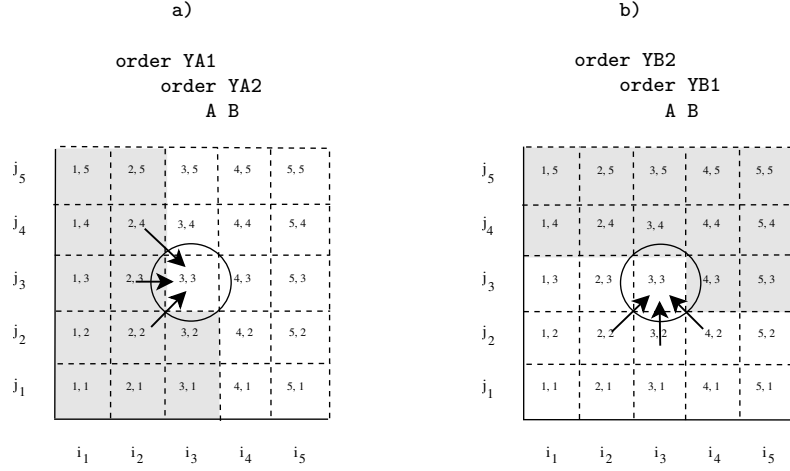 a)
order YA1
order YA2
A B
j5 1, 5 2, 5 3, 5 4, 5 5, 5
j4 1, 4 2, 4 3, 4 4, 4 5, 4
j3 1, 3 2, 3 3, 3 4, 3 5, 3
j2 1, 2 2, 2 3, 2 4, 2 5, 2
j1 1, 1 2, 1 3, 1 4, 1 5, 1
i1 i2 i3 i4 i5
b)
order YB2
order YB1
A B
j5 1, 5 2, 5 3, 5 4, 5 5, 5
j4 1, 4 2, 4 3, 4 4, 4 5, 4
j3 1, 3 2, 3 3, 3 4, 3 5, 3
j2 1, 2 2, 2 3, 2 4, 2 5, 2
j1 1, 1 2, 1 3, 1 4, 1 5, 1
i1 i2 i3 i4 i5